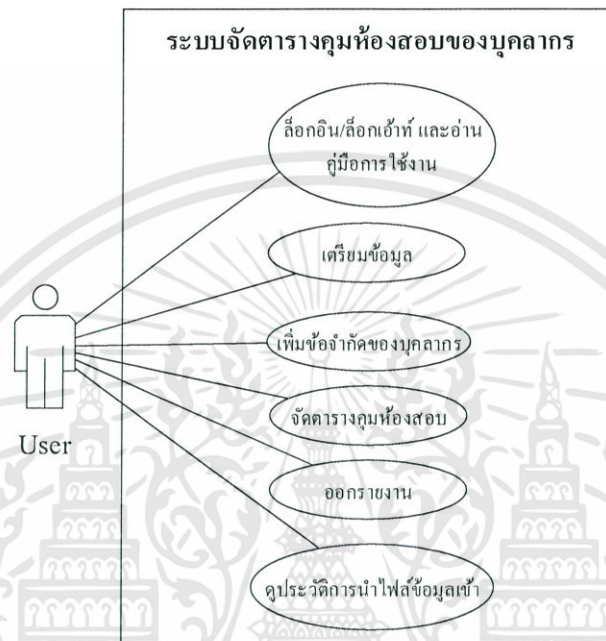 ระบบจัดตารางคุมห้องสอบของบุคลากร
ล็อกอิน/ล็อกเอ้าท์ และอ่าน
คู่มือการใช้งาน
เตรียมข้อมูล
เพิ่มข้อจำกัดของบุคลากร
จัดตารางคุมห้องสอบ
ออกรายงาน
ดูประวัติการนำไฟล์ข้อมูลเข้า
User